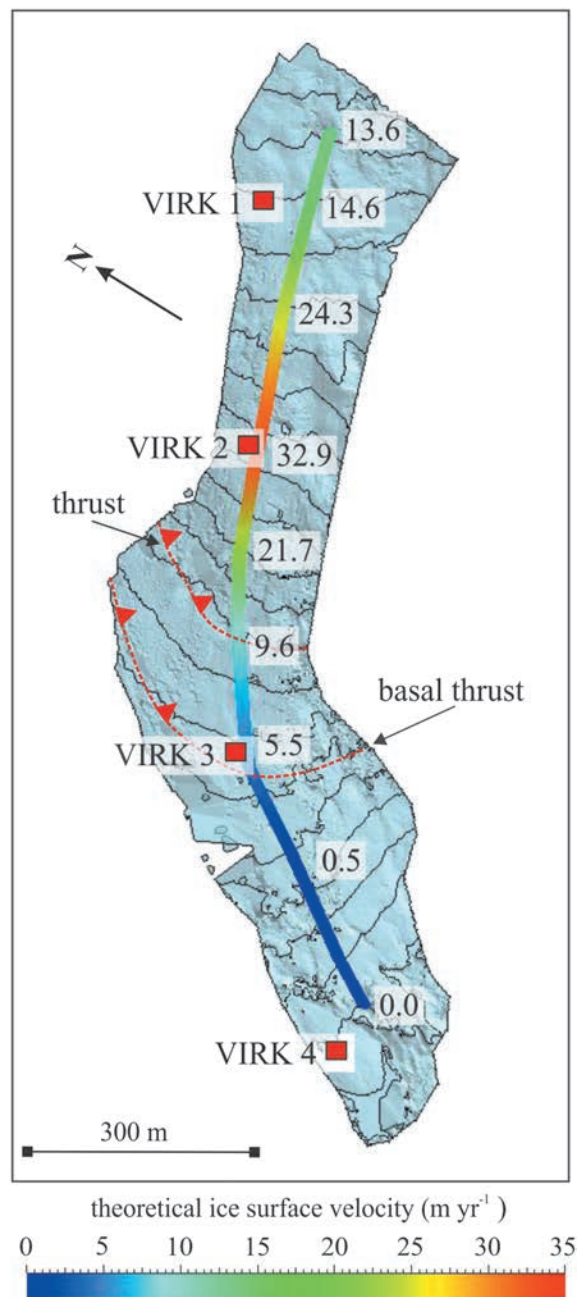 13.6
VIRK 1
14.6
N
24.3
VIRK 2
32.9
thrust
21.7
9.6
basal thrust
VIRK 3
5.5
0.5
0.0
VIRK 4
300 m
theoretical ice surface velocity (m yr⁻¹ )
0 5 10 15 20 25 30 35